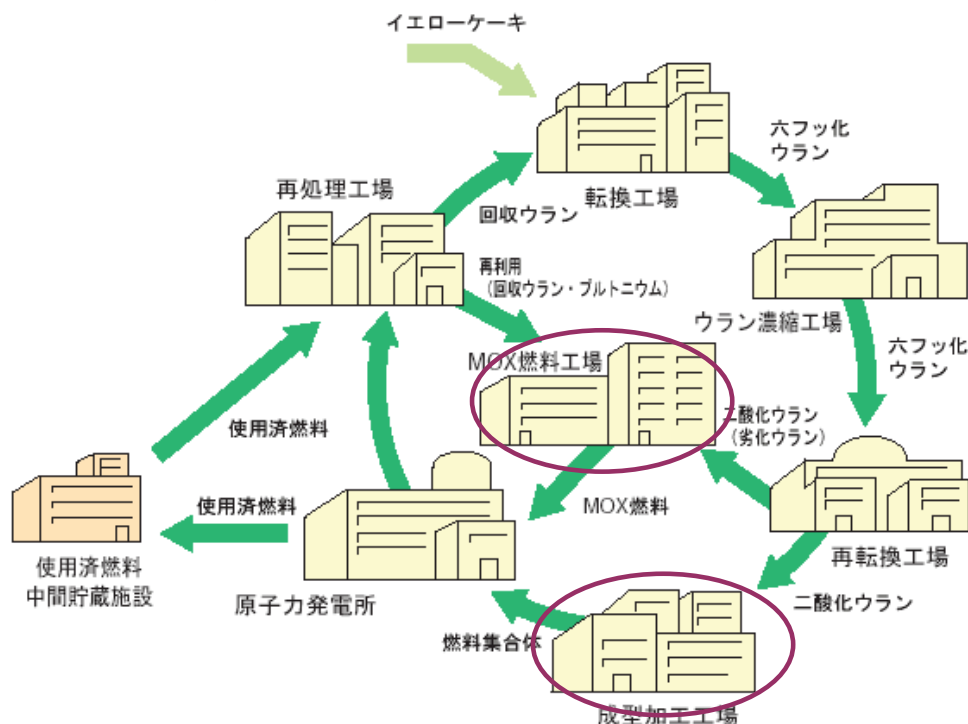 イエローケーキ
六フッ化
ウラン
転換工場
再処理工場
回収ウラン
再利用
（回収ウラン・プルトニウム）
ウラン濃縮工場
六フッ化
ウラン
MOX燃料工場
二酸化ウラン
（劣化ウラン）
使用済燃料
MOX燃料
使用済燃料
再転換工場
使用済燃料
中間貯蔵施設
原子力発電所
二酸化ウラン
燃料集合体
成型加工工場